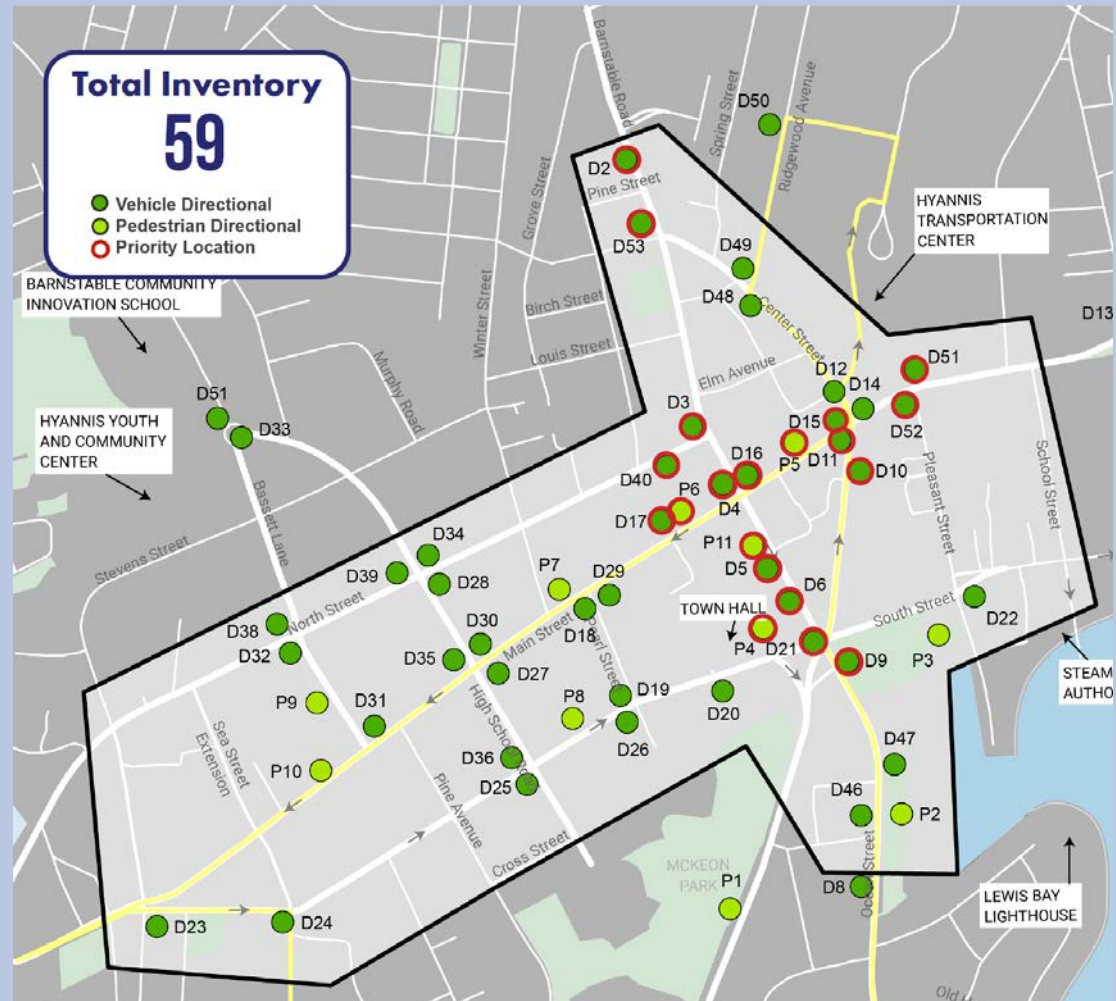 Total Inventory
59
Vehicle Directional
Pedestrian Directional
Priority Location
BARNSTABLE COMMUNITY
INNOVATION SCHOOL
HYANNIS YOUTH
AND COMMUNITY
CENTER
HYANNIS
TRANSPORTATION
CENTER
TOWN HALL
STEAM
AUTHO
LEWIS BAY
LIGHTHOUSE
MCKEON
PARK
Barnstable Road
Spring Street
Ridgewood Avenue
Grove Street
Pine Street
Winter Street
Birch Street
Louis Street
Murphy Road
Center Street
Elm Avenue
Pleasant Street
School Street
Bassett Lane
Stevens Street
North Street
Main Street
Pearl Street
South Street
High School Road
Sea Street
Extension
Pine Avenue
Cross Street
Ocean Street
Old H
D50
D2
D53
D49
D48
D13
D12
D14
D51
D52
D15
D11
D10
P5
D3
D16
D40
D4
P6
D17
D51
D33
P11
D5
D6
P4
D21
D9
D22
P3
D34
D39
D28
P7
D29
D18
D38
D32
D30
D35
D27
P9
D31
P8
D19
D26
D20
P10
D36
D25
D47
D46
P2
D8
P1
D23
D24